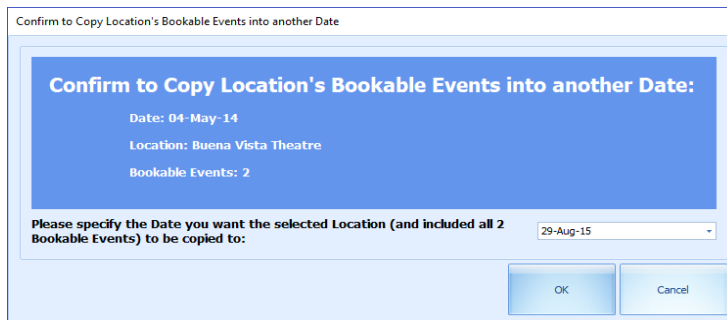 Confirm to Copy Location's Bookable Events into another Date
Confirm to Copy Location's Bookable Events into another Date:
Date: 04-May-14
Location: Buena Vista Theatre
Bookable Events: 2
Please specify the Date you want the selected Location (and included all 2
Bookable Events) to be copied to:
29-Aug-15
OK
Cancel